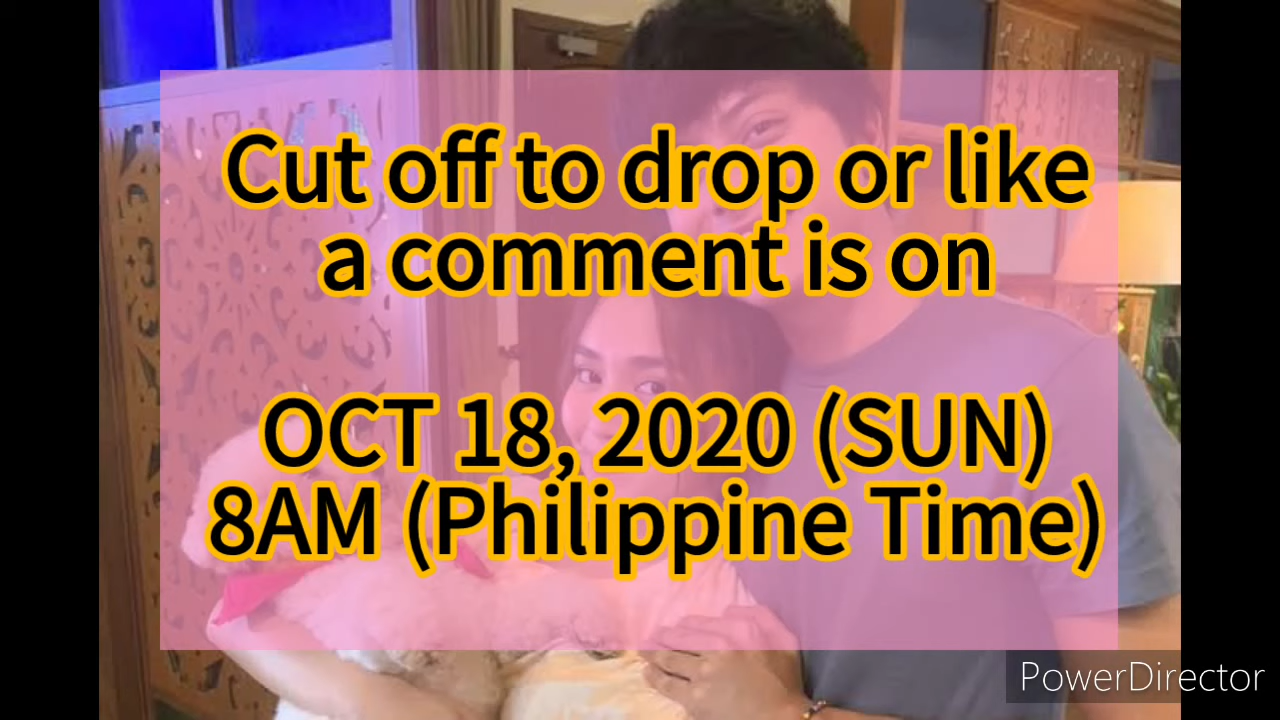 Cut off to drop or like
a comment is on
OCT 18, 2020 (SUN)
8AM (Philippine Time)
PowerDirector